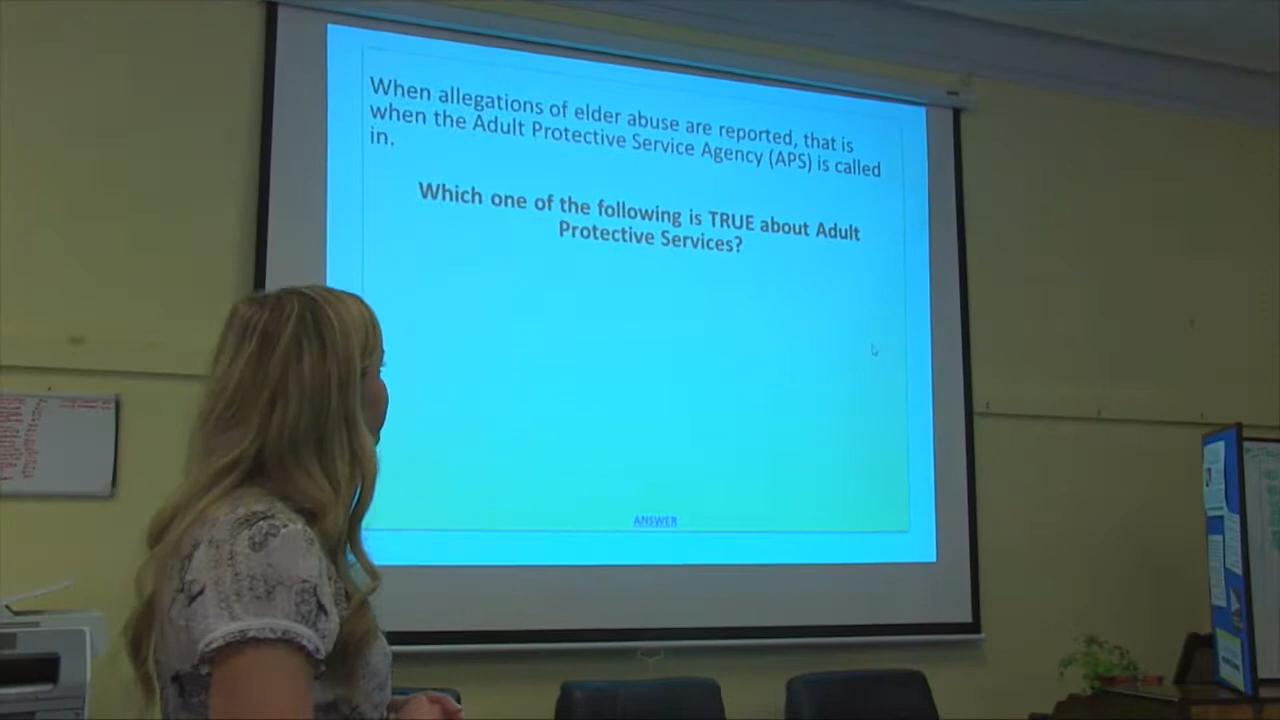 When allegations of elder abuse are reported, that is
when the Adult Protective Service Agency (APS) is called
in.
Which one of the following is TRUE about Adult
Protective Services?
ANSWER